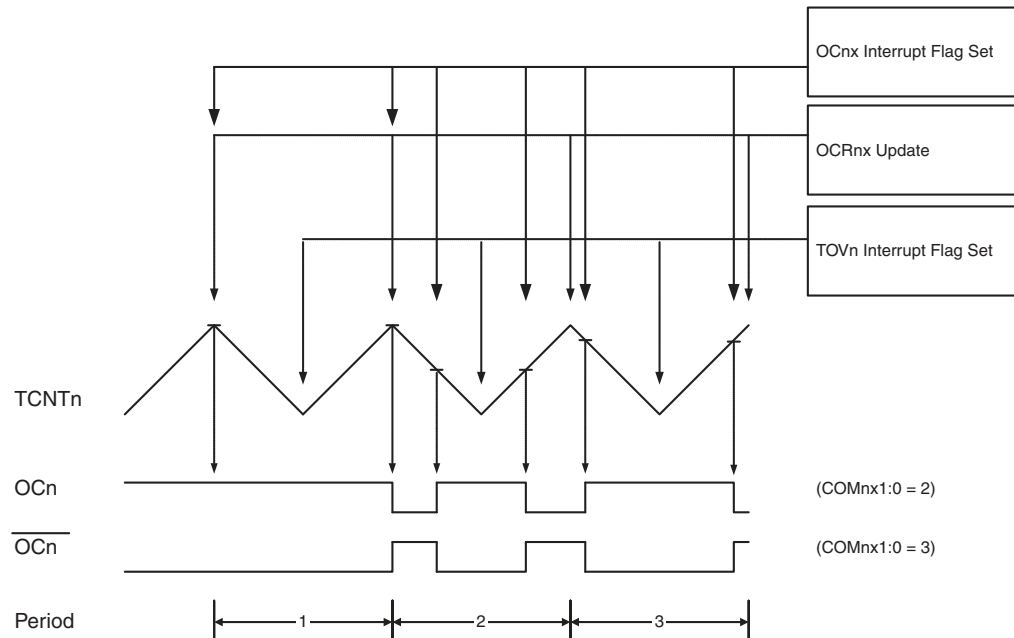 OCnx Interrupt Flag Set
OCRnx Update
TOVn Interrupt Flag Set
TCNTn
OCn (COMnx1:0 = 2)
OCn (COMnx1:0 = 3)
Period 1 2 3